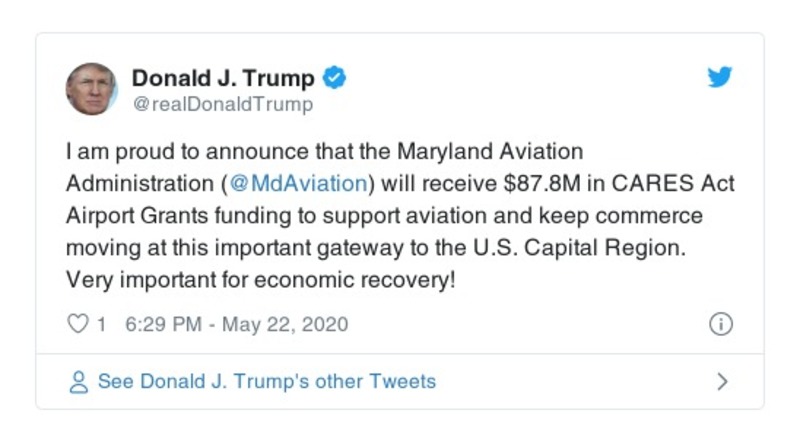 Donald J. Trump
@realDonaldTrump
I am proud to announce that the Maryland Aviation
Administration (@MdAviation) will receive $87.8M in CARES Act
Airport Grants funding to support aviation and keep commerce
moving at this important gateway to the U.S. Capital Region.
Very important for economic recovery!
1 6:29 PM - May 22, 2020
See Donald J. Trump's other Tweets